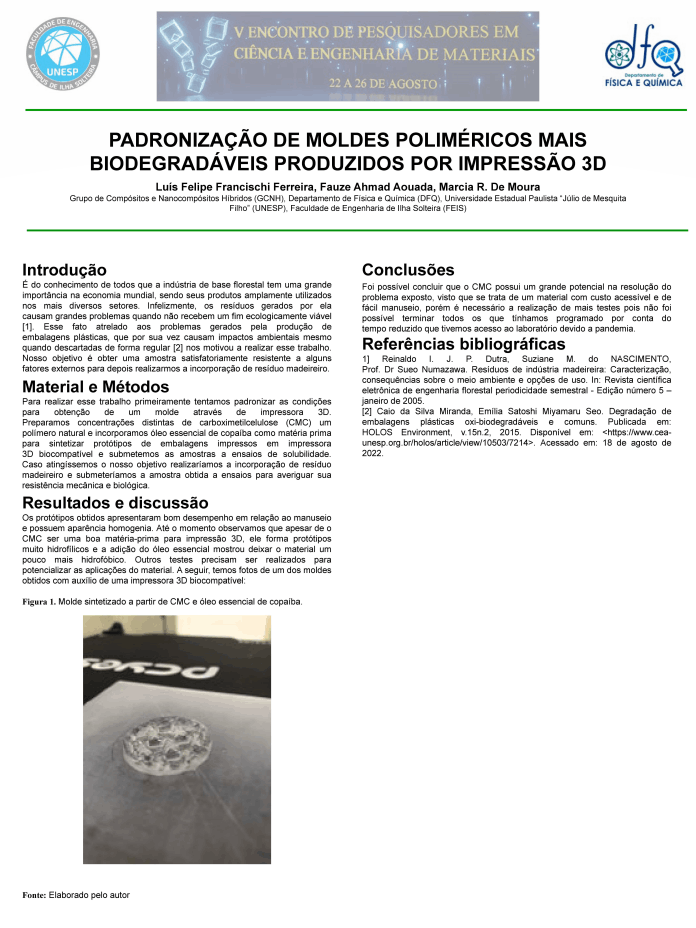 FACULDADE DE ENGENHARIA
UNESP
CÂMPUS DE ILHA SOLTEIRA
V ENCONTRO DE PESQUISADORES EM
CIÊNCIA E ENGENHARIA DE MATERIAIS
22 A 26 DE AGOSTO
dfQ
Departamento de
FÍSICA E QUÍMICA
PADRONIZAÇÃO DE MOLDES POLIMÉRICOS MAIS
BIODEGRADÁVEIS PRODUZIDOS POR IMPRESSÃO 3D
Luis Felipe Francischi Ferreira, Fauze Ahmad Aouada, Marcia R. De Moura
Grupo de Compósitos e Nanocompósitos Híbridos (GCNH), Departamento de Física e Química (DFQ), Universidade Estadual Paulista “Júlio de Mesquita
Filho” (UNESP), Faculdade de Engenharia de Ilha Solteira (FEIS)
Introdução
É do conhecimento de todos que a indústria de base florestal tem uma grande
importância na economia mundial, sendo seus produtos amplamente utilizados
nos mais diversos setores. Infelizmente, os resíduos gerados por ela
causam grandes problemas quando não recebem um fim ecologicamente viável
[1]. Esse fato atrelado aos problemas gerados pela produção de
embalagens plásticas, que por sua vez causam impactos ambientais mesmo
quando descartadas de forma regular [2] nos motivou a realizar esse trabalho.
Nosso objetivo é obter uma amostra satisfatoriamente resistente a alguns
fatores externos para depois realizarmos a incorporação de resíduo madeireiro.
Material e Métodos
Para realizar esse trabalho primeiramente tentamos padronizar as condições
para obtenção de um molde através de impressora 3D.
Preparamos concentrações distintas de carboximetilcelulose (CMC) um
polímero natural e incorporamos óleo essencial de copaíba como matéria prima
para sintetizar protótipos de embalagens impressos em impressora
3D biocompatível e submetemos as amostras a ensaios de solubilidade.
Caso atingíssemos o nosso objetivo realizaríamos a incorporação de resíduo
madeireiro e submeteríamos a amostra obtida a ensaios para averiguar sua
resistência mecânica e biológica.
Resultados e discussão
Os protótipos obtidos apresentaram bom desempenho em relação ao manuseio
e possuem aparência homogenia. Até o momento observamos que apesar de o
CMC ser uma boa matéria-prima para impressão 3D, ele forma protótipos
muito hidrofílicos e a adição do óleo essencial mostrou deixar o material um
pouco mais hidrofóbico. Outros testes precisam ser realizados para
potencializar as aplicações do material. A seguir, temos fotos de um dos moldes
obtidos com auxílio de uma impressora 3D biocompatível:
Figura 1. Molde sintetizado a partir de CMC e óleo essencial de copaíba.
pcyes
Fonte: Elaborado pelo autor
Conclusões
Foi possível concluir que o CMC possui um grande potencial na resolução do
problema exposto, visto que se trata de um material com custo acessível e de
fácil manuseio, porém é necessário a realização de mais testes pois não foi
possível terminar todos os que tínhamos programado por conta do
tempo reduzido que tivemos acesso ao laboratório devido a pandemia.
Referências bibliográficas
1] Reinaldo I. J. P. Dutra, Suziane M. do NASCIMENTO,
Prof. Dr Sueo Numazawa. Resíduos de indústria madeireira: Caracterização,
consequências sobre o meio ambiente e opções de uso. In: Revista científica
eletrônica de engenharia florestal periodicidade semestral - Edição número 5 –
janeiro de 2005.
[2] Caio da Silva Miranda, Emília Satoshi Miyamaru Seo. Degradação de
embalagens plásticas oxi-biodegradáveis e comuns. Publicada em:
HOLOS Environment, v.15n.2, 2015. Disponível em: <https://www.cea-
unesp.org.br/holos/article/view/10503/7214>. Acessado em: 18 de agosto de
2022.